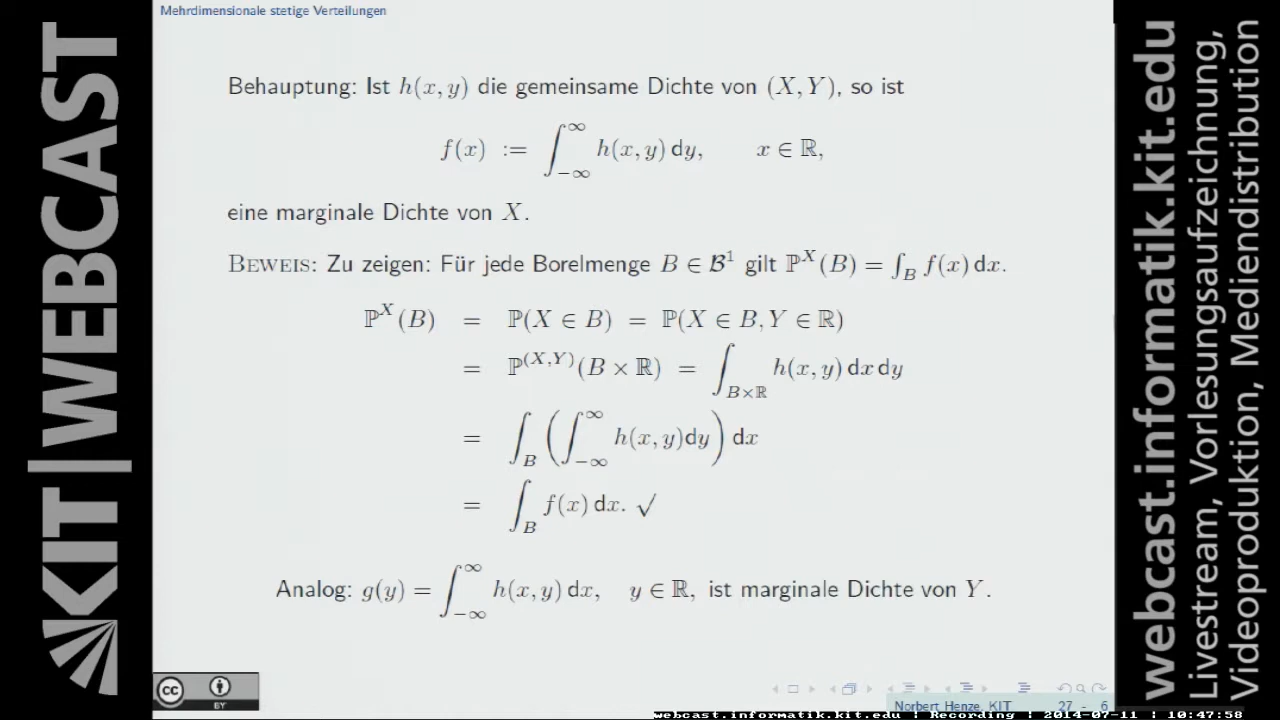 Mehrdimensionale stetige Verteilungen
Behauptung: Ist h(x, y) die gemeinsame Dichte von (X, Y), so ist
f(x) := ∫_{−∞}^{∞} h(x, y) dy, x ∈ ℝ,
eine marginale Dichte von X.
BEWEIS: Zu zeigen: Für jede Borelmenge B ∈ 𝓑¹ gilt ℙ^X(B) = ∫_B f(x) dx.
ℙ^X(B) = ℙ(X ∈ B) = ℙ(X ∈ B, Y ∈ ℝ)
= ℙ^{(X,Y)}(B × ℝ) = ∫_{B×ℝ} h(x, y) dx dy
= ∫_B (∫_{−∞}^{∞} h(x, y)dy) dx
= ∫_B f(x) dx. √
Analog: g(y) = ∫_{−∞}^{∞} h(x, y) dx, y ∈ ℝ, ist marginale Dichte von Y.
Norbert Henze, KIT 27 - 6
webcast.informatik.kit.edu | Recording | 2014-07-11 | 10:47:58
cc BY
KIT|WEBCAST
webcast.informatik.kit.edu
Livestream, Vorlesungsaufzeichnung,
Videoproduktion, Mediendistribution